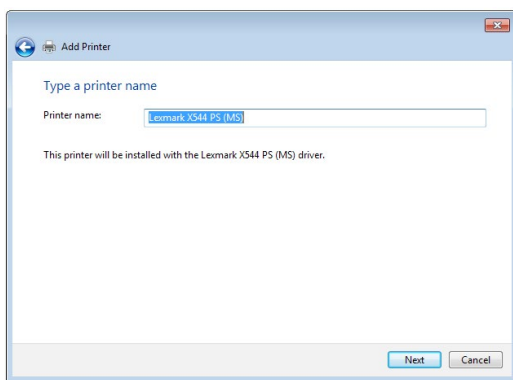 Add Printer
Type a printer name
Printer name: Lexmark X544 PS (MS)
This printer will be installed with the Lexmark X544 PS (MS) driver.
Next Cancel